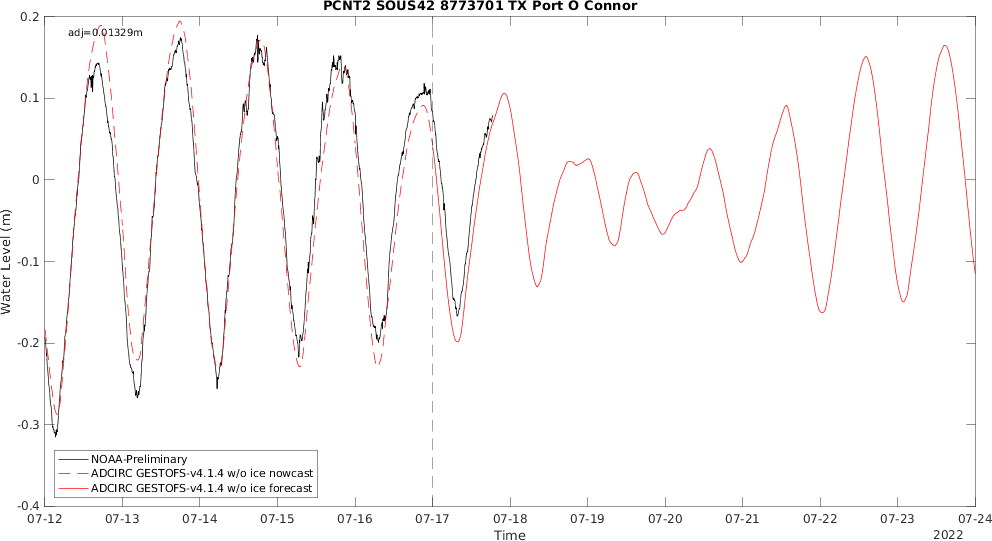 PCNT2 SOUS42 8773701 TX Port O Connor
adj=0.01329m
0.2
0.1
0
-0.1
-0.2
-0.3
-0.4
Water Level (m)
NOAA-Preliminary
ADCIRC GESTOFS-v4.1.4 w/o ice nowcast
ADCIRC GESTOFS-v4.1.4 w/o ice forecast
07-12 07-13 07-14 07-15 07-16 07-17 07-18 07-19 07-20 07-21 07-22 07-23 07-24
Time
2022